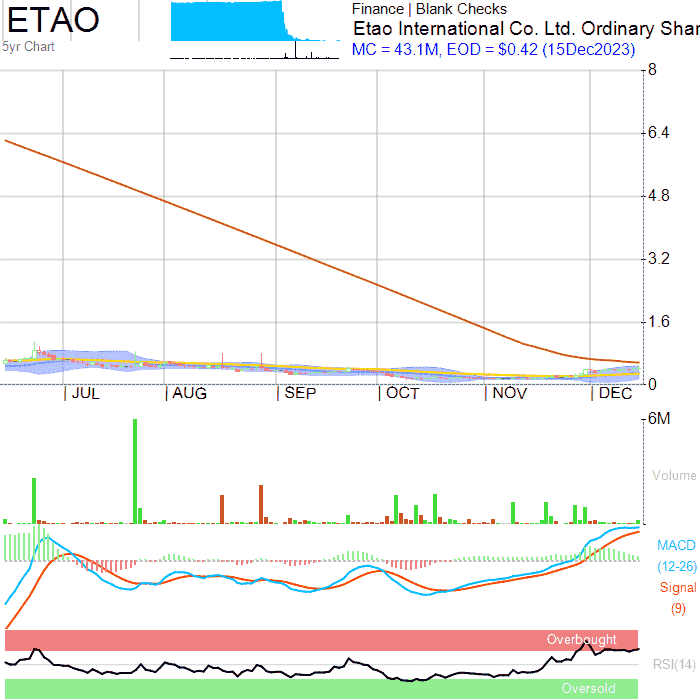 ETAO
5yr Chart
Finance | Blank Checks
Etao International Co. Ltd. Ordinary Shar
MC = 43.1M, EOD = $0.42 (15Dec2023)
8
6.4
4.8
3.2
1.6
0
JUL AUG SEP OCT NOV DEC
6M
Volume
MACD
(12-26)
Signal
(9)
Overbought
RSI(14)
Oversold